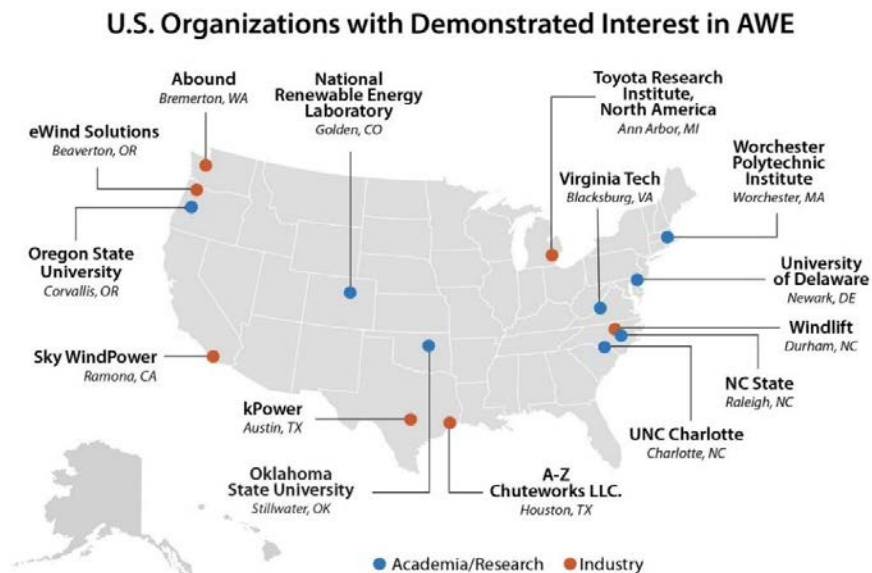 U.S. Organizations with Demonstrated Interest in AWE
Abound
Bremerton, WA
National
Renewable Energy
Laboratory
Golden, CO
Toyota Research
Institute,
North America
Ann Arbor, MI
eWind Solutions
Beaverton, OR
Worchester
Polytechnic
Institute
Worchester, MA
Virginia Tech
Blacksburg, VA
Oregon State
University
Corvallis, OR
University
of Delaware
Newark, DE
Windlift
Durham, NC
Sky WindPower
Ramona, CA
NC State
Raleigh, NC
kPower
Austin, TX
UNC Charlotte
Charlotte, NC
Oklahoma
State University
Stillwater, OK
A-Z
Chuteworks LLC.
Houston, TX
Academia/Research
Industry